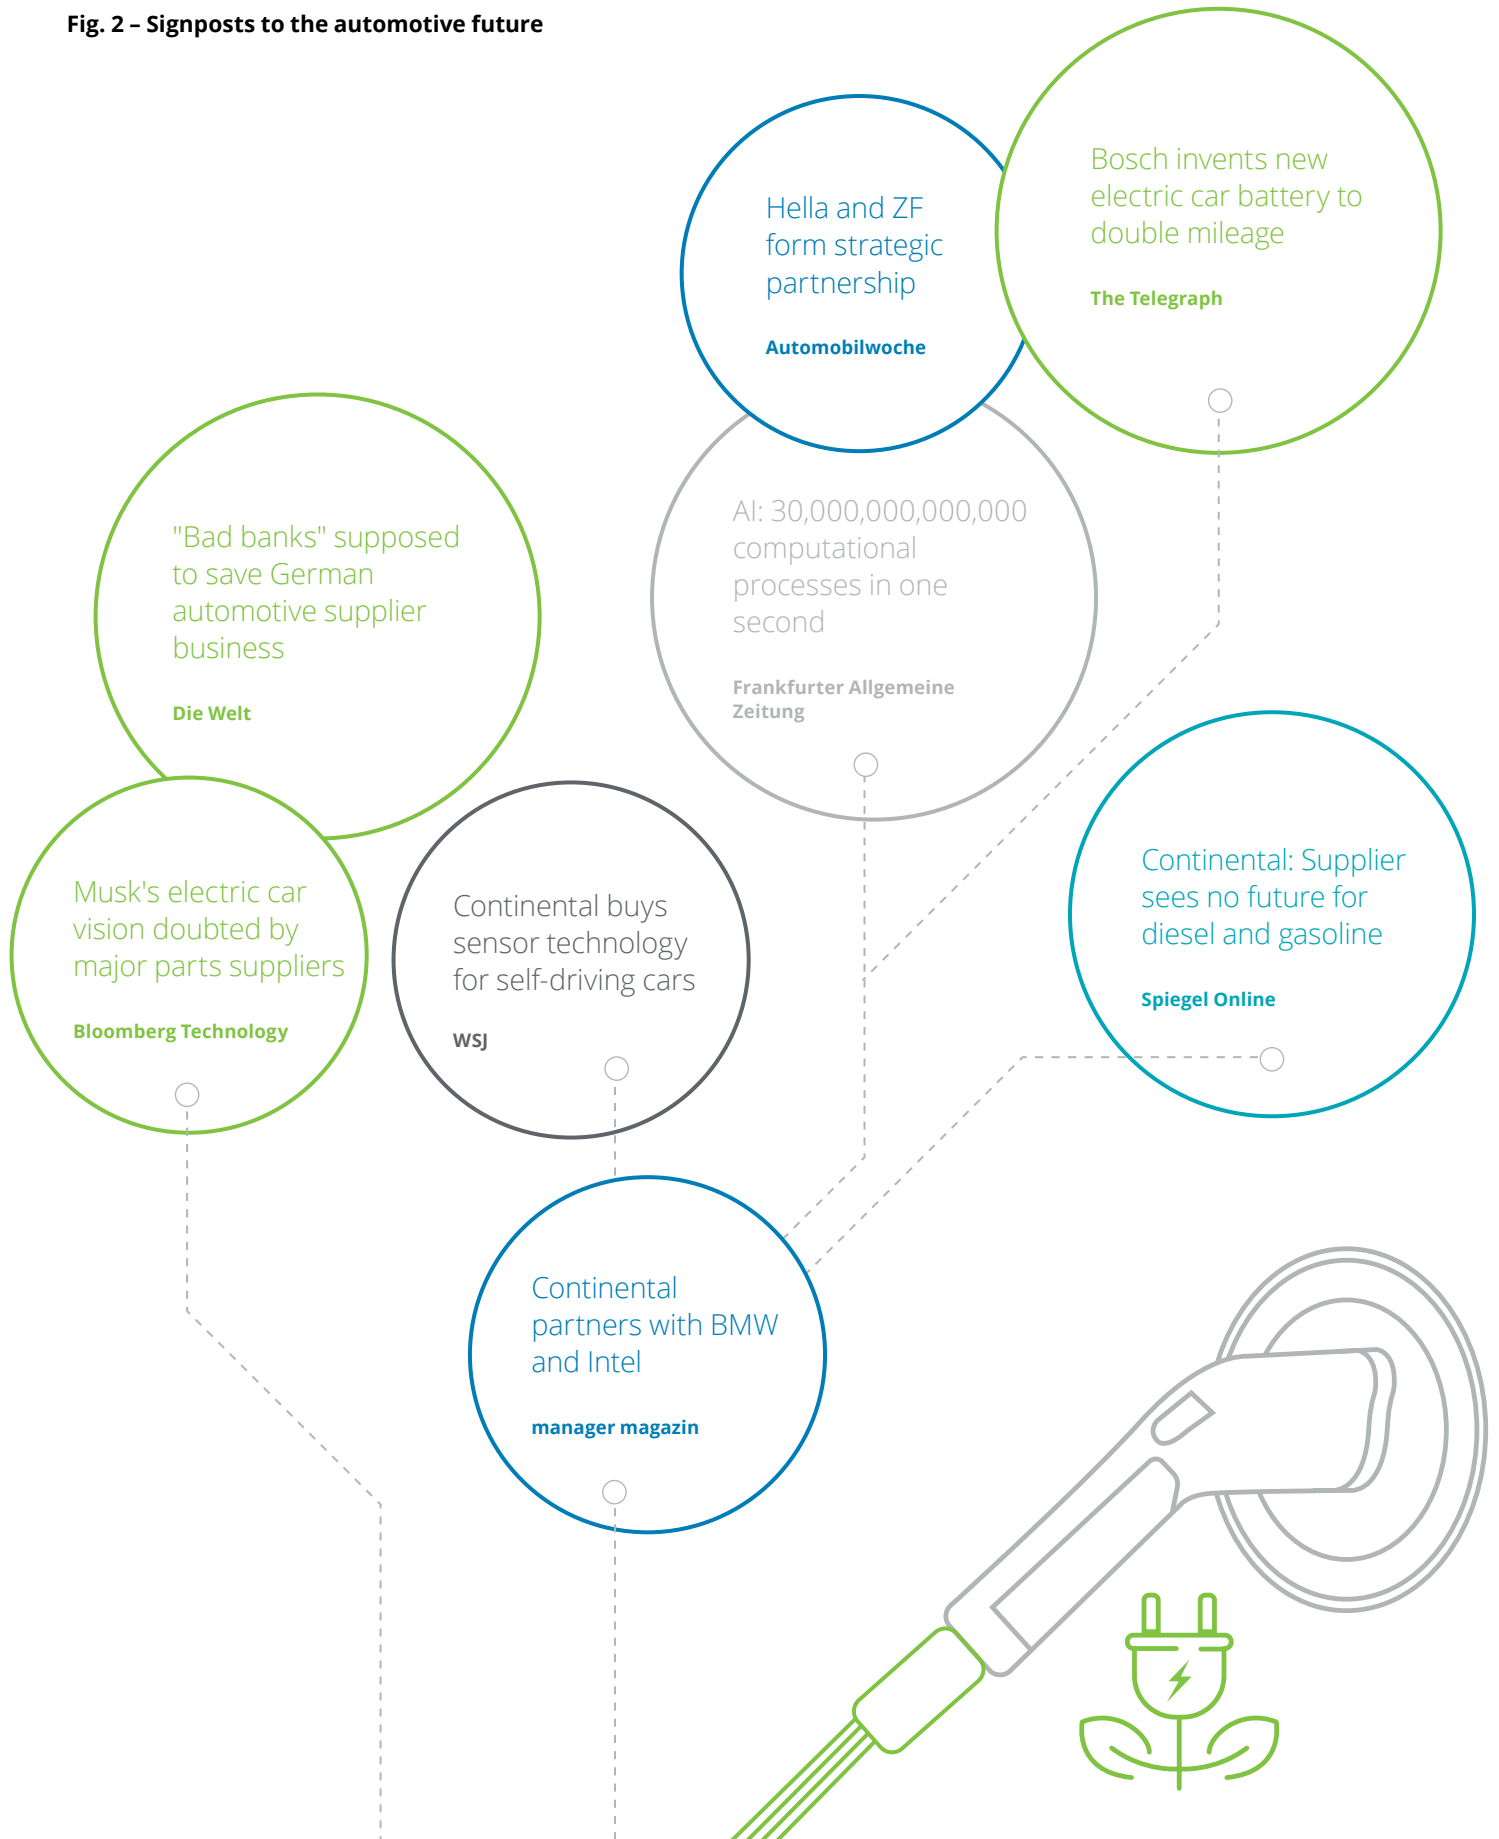 Fig. 2 – Signposts to the automotive future
Bosch invents new
electric car battery to
double mileage
The Telegraph
Hella and ZF
form strategic
partnership
Automobilwoche
"Bad banks" supposed
to save German
automotive supplier
business
Die Welt
AI: 30,000,000,000,000
computational
processes in one
second
Frankfurter Allgemeine
Zeitung
Musk's electric car
vision doubted by
major parts suppliers
Bloomberg Technology
Continental buys
sensor technology
for self-driving cars
WSJ
Continental: Supplier
sees no future for
diesel and gasoline
Spiegel Online
Continental
partners with BMW
and Intel
manager magazin